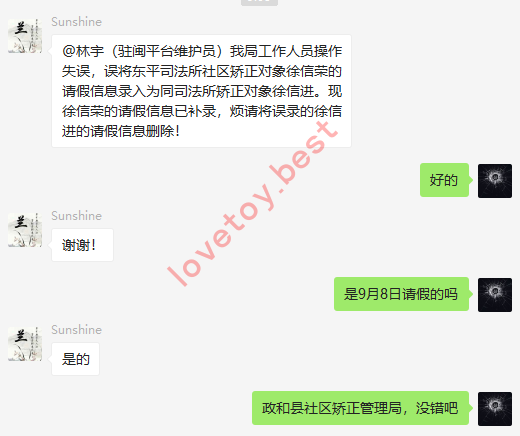 Sunshine
@林宇（驻闽平台维护员）我局工作人员操作
失误，误将东平司法所社区矫正对象徐信荣的
请假信息录入为同司法所矫正对象徐信进。现
徐信荣的请假信息已补录，烦请将误录的徐信
进的请假信息删除！
好的
Sunshine
谢谢！
是9月8日请假的吗
Sunshine
是的
政和县社区矫正管理局，没错吧
lovetoy.best